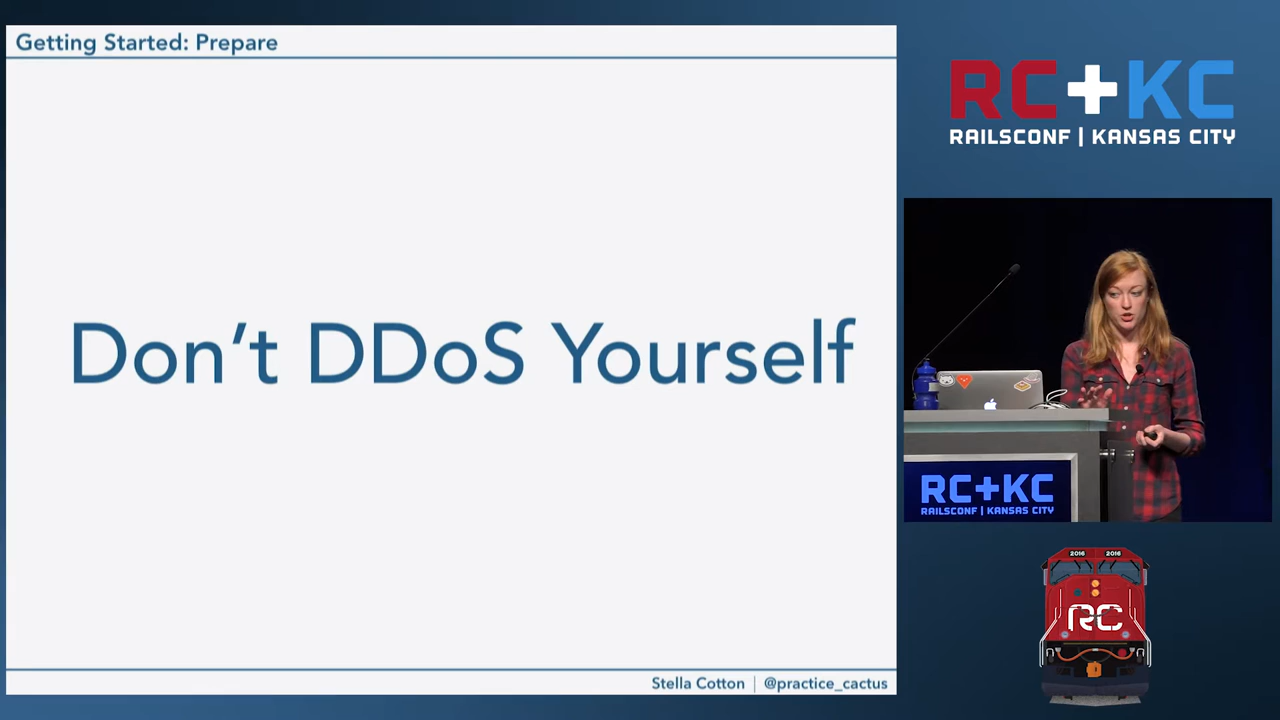 Getting Started: Prepare
Don't DDoS Yourself
Stella Cotton | @practice_cactus
RC+KC
RAILSCONF | KANSAS CITY
RC+KC
RAILSCONF | KANSAS CITY
2016 2016
RC